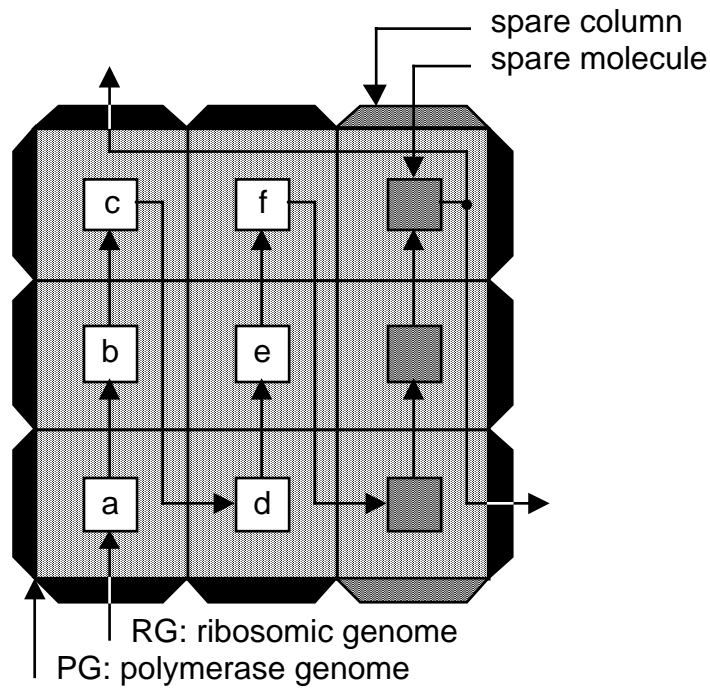 spare column
spare molecule
c f
b e
a d
RG: ribosomic genome
PG: polymerase genome